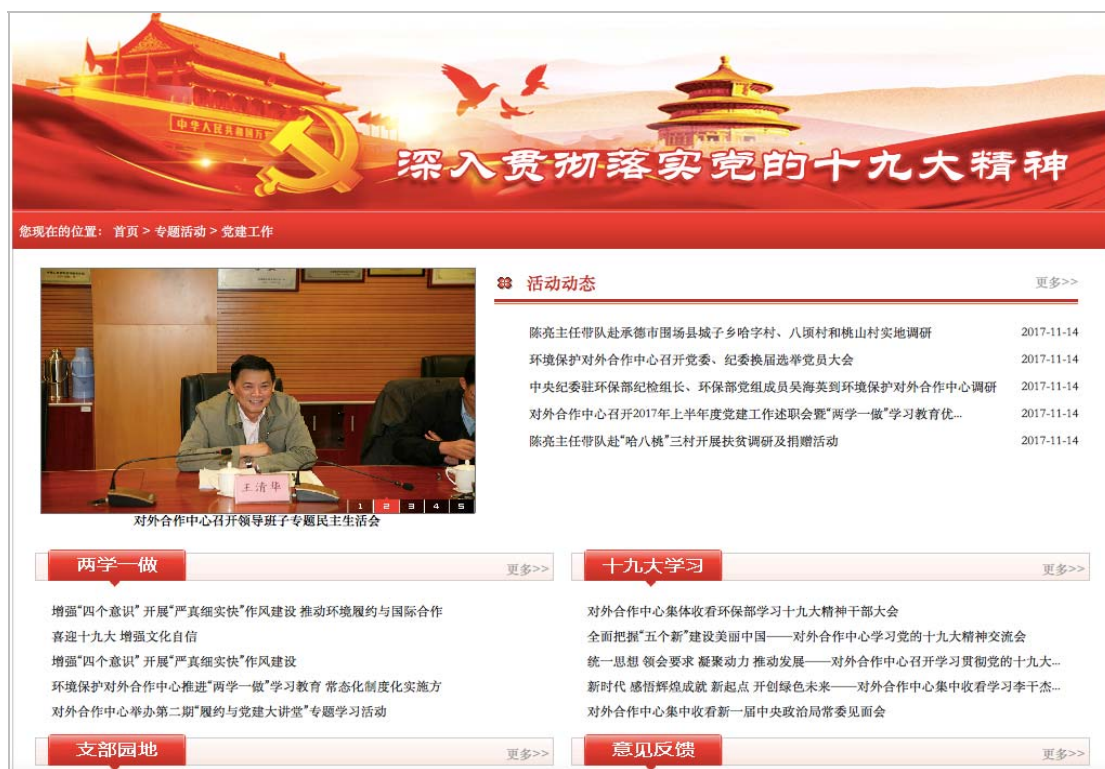 中华人民共和国万
深入贯彻落实党的十九大精神
您现在的位置： 首页 > 专题活动 > 党建工作
王清华
1 2 3 4 5
对外合作中心召开领导班子专题民主生活会
活动动态 更多>>
陈亮主任带队赴承德市围场县城子乡哈字村、八顷村和桃山村实地调研 2017-11-14
环境保护对外合作中心召开党委、纪委换届选举党员大会 2017-11-14
中央纪委驻环保部纪检组长、环保部党组成员吴海英到环境保护对外合作中心调研 2017-11-14
对外合作中心召开2017年上半年度党建工作述职会暨“两学一做”学习教育优... 2017-11-14
陈亮主任带队赴“哈八桃”三村开展扶贫调研及捐赠活动 2017-11-14
两学一做 更多>>
增强“四个意识” 开展“严真细实快”作风建设 推动环境履约与国际合作
喜迎十九大 增强文化自信
增强“四个意识” 开展“严真细实快”作风建设
环境保护对外合作中心推进“两学一做”学习教育 常态化制度化实施方
对外合作中心举办第二期“履约与党建大讲堂”专题学习活动
十九大学习 更多>>
对外合作中心集体收看环保部学习十九大精神干部大会
全面把握“五个新”建设美丽中国——对外合作中心学习党的十九大精神交流会
统一思想 领会要求 凝聚动力 推动发展——对外合作中心召开学习贯彻党的十九大...
新时代 感悟辉煌成就 新起点 开创绿色未来——对外合作中心集中收看学习李干杰...
对外合作中心集中收看新一届中央政治局常委见面会
支部园地 更多>>
意见反馈 更多>>